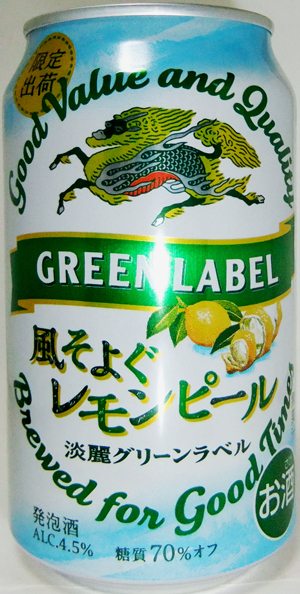 限定
出荷
Good Value and Quality
GREEN LABEL
風そよぐ
レモンピール
淡麗グリーンラベル
Brewed for Good Times
お酒
発泡酒
ALC.4.5%
糖質70%オフ